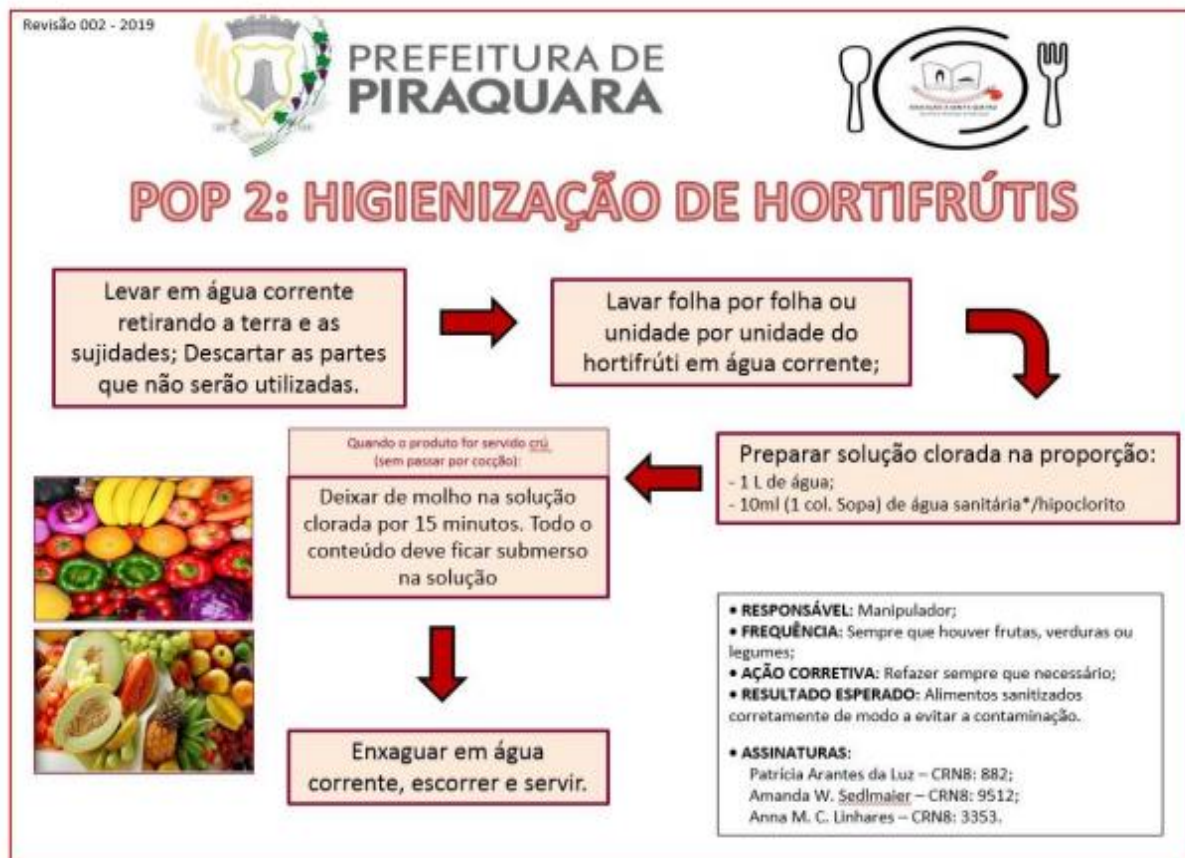 Revisão 002 - 2019
PREFEITURA DE
PIRAQUARA
POP 2: HIGIENIZAÇÃO DE HORTIFRÚTIS
Levar em água corrente
retirando a terra e as
sujidades; Descartar as partes
que não serão utilizadas.
Lavar folha por folha ou
unidade por unidade do
hortifrúti em água corrente;
Preparar solução clorada na proporção:
- 1 L de água;
- 10ml (1 col. Sopa) de água sanitária*/hipoclorito
Quando o produto for servido crú
(sem passar por cocção):
Deixar de molho na solução
clorada por 15 minutos. Todo o
conteúdo deve ficar submerso
na solução
Enxaguar em água
corrente, escorrer e servir.
• RESPONSÁVEL: Manipulador;
• FREQUÊNCIA: Sempre que houver frutas, verduras ou
legumes;
• AÇÃO CORRETIVA: Refazer sempre que necessário;
• RESULTADO ESPERADO: Alimentos sanitizados
corretamente de modo a evitar a contaminação.
• ASSINATURAS:
Patrícia Arantes da Luz – CRN8: 882;
Amanda W. Sedlmaier – CRN8: 9512;
Anna M. C. Linhares – CRN8: 3353.